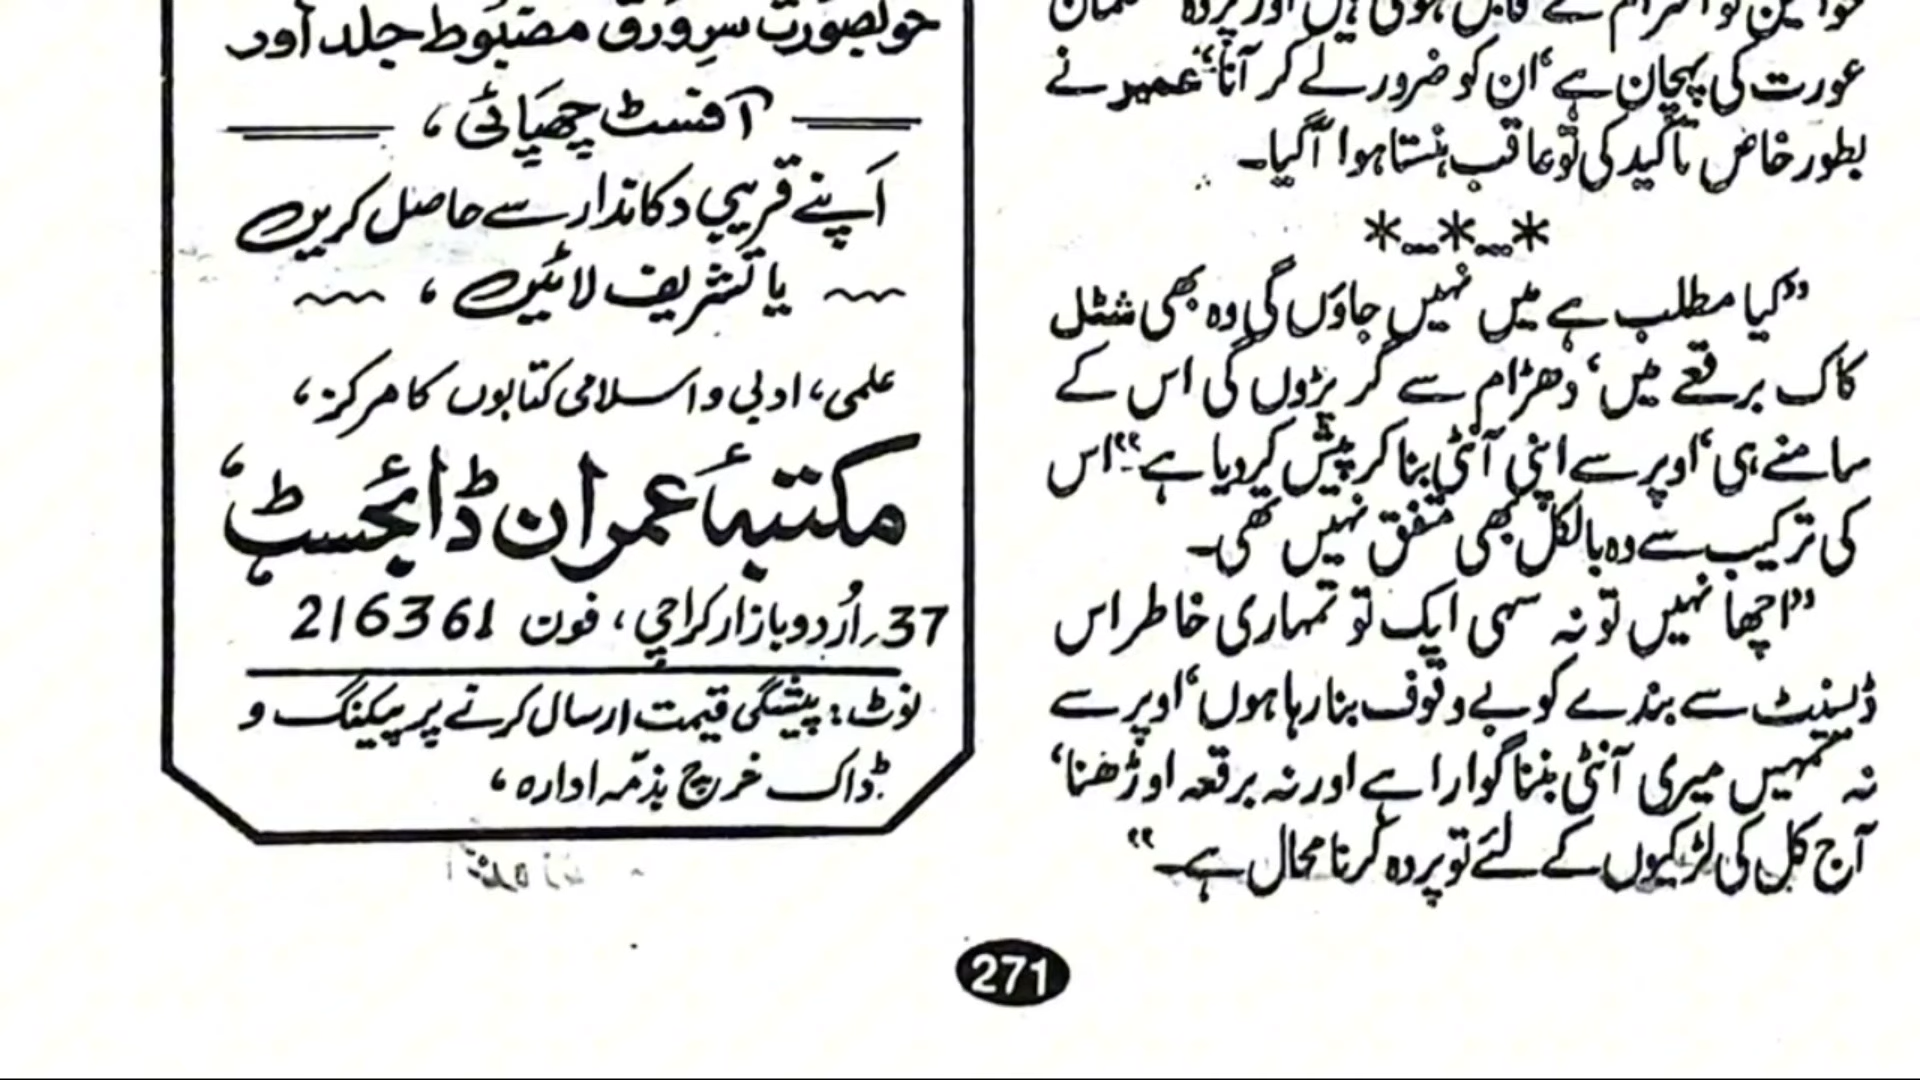 عورت کی پہچان ہے، ان کو ضرور لے کر آنا“ عمیر نے
بطور خاص تاکید کی تو عاقب ہنستا ہوا آگیا۔
*...*...*
”کیا مطلب ہے میں نہیں جاؤں گی وہ بھی شٹل
کاک برقعے میں، دھڑام سے گر پڑوں گی اس کے
سامنے ہی، اوپر سے اپنی آنٹی بنا کر پیش کر دیا ہے۔“ اس
کی ترکیب سے وہ بالکل بھی متفق نہیں تھی۔
”اچھا نہیں تو نہ سہی ایک تو تمہاری خاطر اس
ڈیسنٹ سے بندے کو بے وقوف بنا رہا ہوں، اوپر سے
نہ تمہیں میری آنٹی بننا گوارا ہے اور نہ برقعہ اوڑھنا،
آج کل کی لڑکیوں کے لئے تو پردہ کرنا محال ہے۔“
خوبصورت سرورق مضبوط جلد اور
آفسٹ چھپائی،
اپنے قریبی دکاندار سے حاصل کریں
یا تشریف لائیں،
علمی، ادبی و اسلامی کتابوں کا مرکز،
مکتبۂ عمران ڈائجسٹ،
37، اُردو بازار کراچی، فون 216361
نوٹ: پیشگی قیمت ارسال کرنے پر پیکنگ و
ڈاک خرچ بذمّہ ادارہ،
271